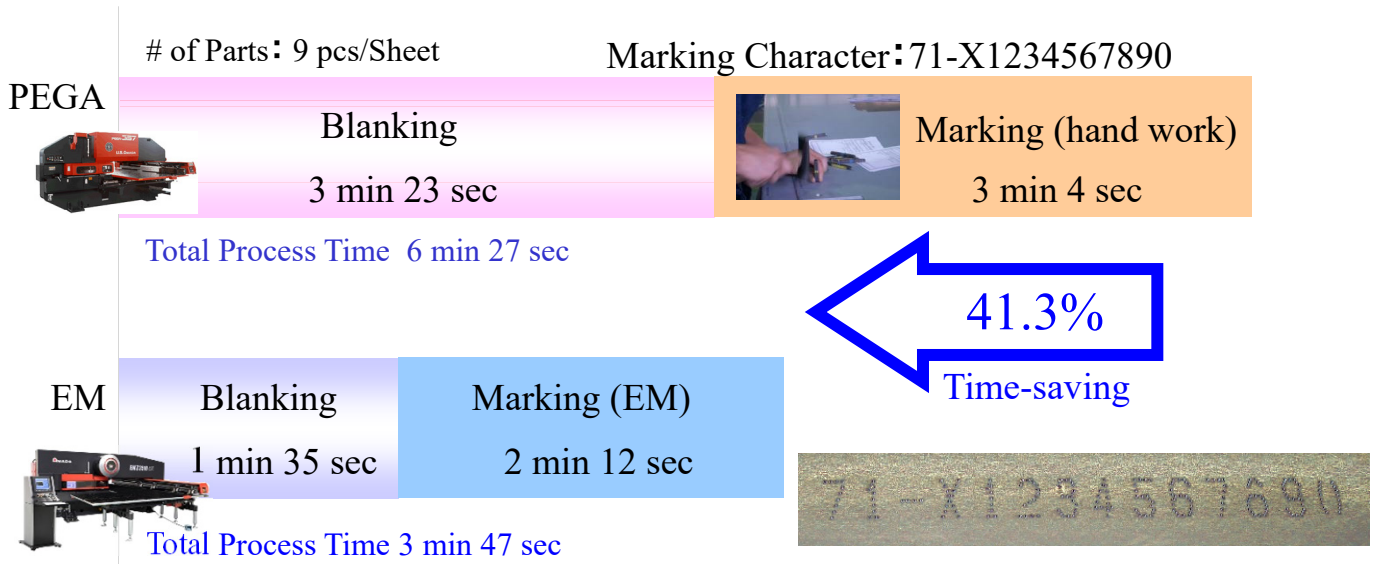 # of Parts：9 pcs/Sheet
Marking Character：71-X1234567890
PEGA
Blanking
3 min 23 sec
Marking (hand work)
3 min 4 sec
Total Process Time 6 min 27 sec
41.3%
Time-saving
EM
Blanking
1 min 35 sec
Marking (EM)
2 min 12 sec
Total Process Time 3 min 47 sec
AMADA
71-X1234567890